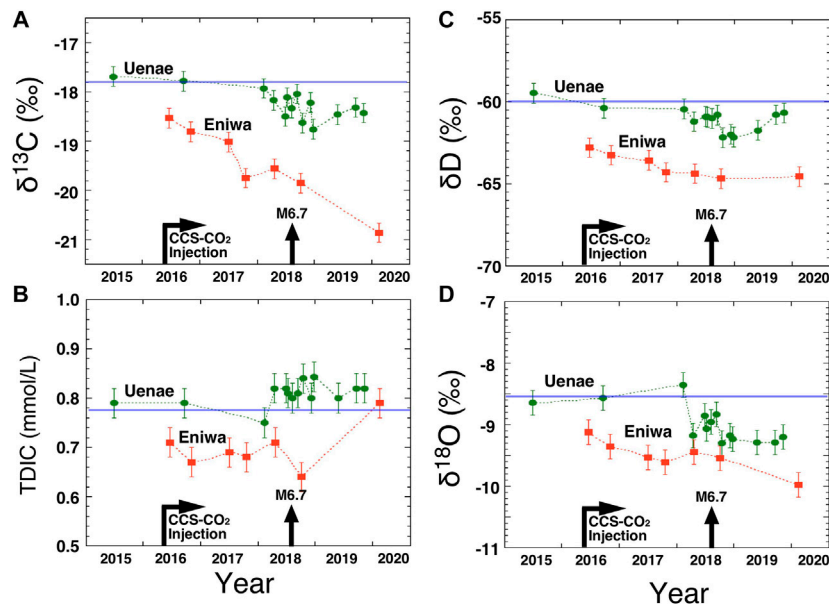 A
-17
-18
-19
-20
-21
δ¹³C (‰)
Uenae
Eniwa
CCS-CO₂
Injection
M6.7
2015 2016 2017 2018 2019 2020
B
1.0
0.9
0.8
0.7
0.6
0.5
TDIC (mmol/L)
Uenae
Eniwa
CCS-CO₂
Injection
M6.7
2015 2016 2017 2018 2019 2020
Year
C
-55
-60
-65
-70
δD (‰)
Uenae
Eniwa
CCS-CO₂
Injection
M6.7
2015 2016 2017 2018 2019 2020
D
-7
-8
-9
-10
-11
δ¹⁸O (‰)
Uenae
Eniwa
CCS-CO₂
Injection
M6.7
2015 2016 2017 2018 2019 2020
Year